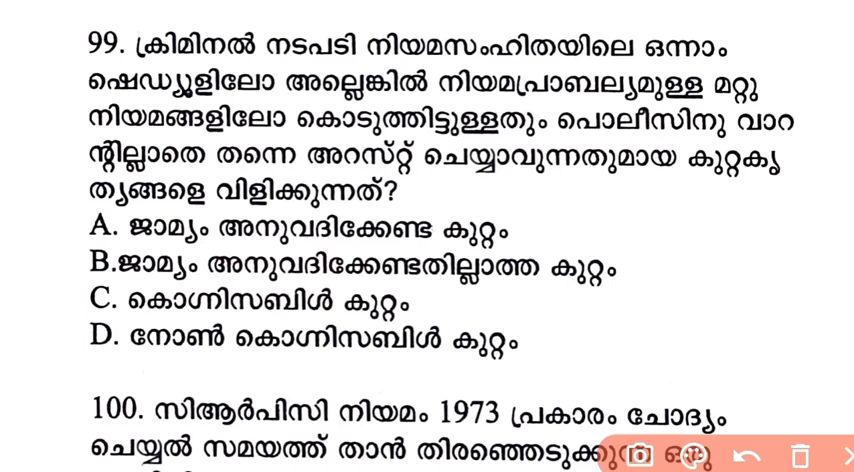 99. ക്രിമിനൽ നടപടി നിയമസംഹിതയിലെ ഒന്നാം
ഷെഡ്യൂളിലോ അല്ലെങ്കിൽ നിയമപ്രാബല്യമുള്ള മറ്റു
നിയമങ്ങളിലോ കൊടുത്തിട്ടുള്ളതും പൊലീസിനു വാറ
ന്റില്ലാതെ തന്നെ അറസ്റ്റ് ചെയ്യാവുന്നതുമായ കുറ്റകൃ
ത്യങ്ങളെ വിളിക്കുന്നത്?
A. ജാമ്യം അനുവദിക്കേണ്ട കുറ്റം
B.ജാമ്യം അനുവദിക്കേണ്ടതില്ലാത്ത കുറ്റം
C. കൊഗ്നിസബിൾ കുറ്റം
D. നോൺ കൊഗ്നിസബിൾ കുറ്റം
100. സിആർപിസി നിയമം 1973 പ്രകാരം ചോദ്യം
ചെയ്യൽ സമയത്ത് താൻ തിരഞ്ഞെടുക്കുന്ന ഒരു